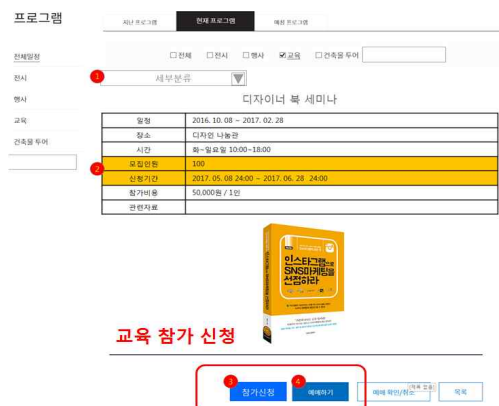 프로그램
지난 프로그램
현재 프로그램
예정 프로그램
전체일정
전시
행사
교육
건축물 투어
전체 전시 행사 교육 건축물 투어
1
세부분류
디자이너 북 세미나
일정 2016. 10. 08 ~ 2017. 02. 28
장소 디자인 나눔관
시간 화~일요일 10:00~18:00
2
모집인원 100
신청기간 2017. 05. 08 24:00 ~ 2017. 06. 28 24:00
참가비용 50,000원 / 1인
관련자료
인스타그램으로
SNS마케팅을
선점하라
교육 참가 신청
3
참가신청
4
예매하기
예매 확인/취소
목록